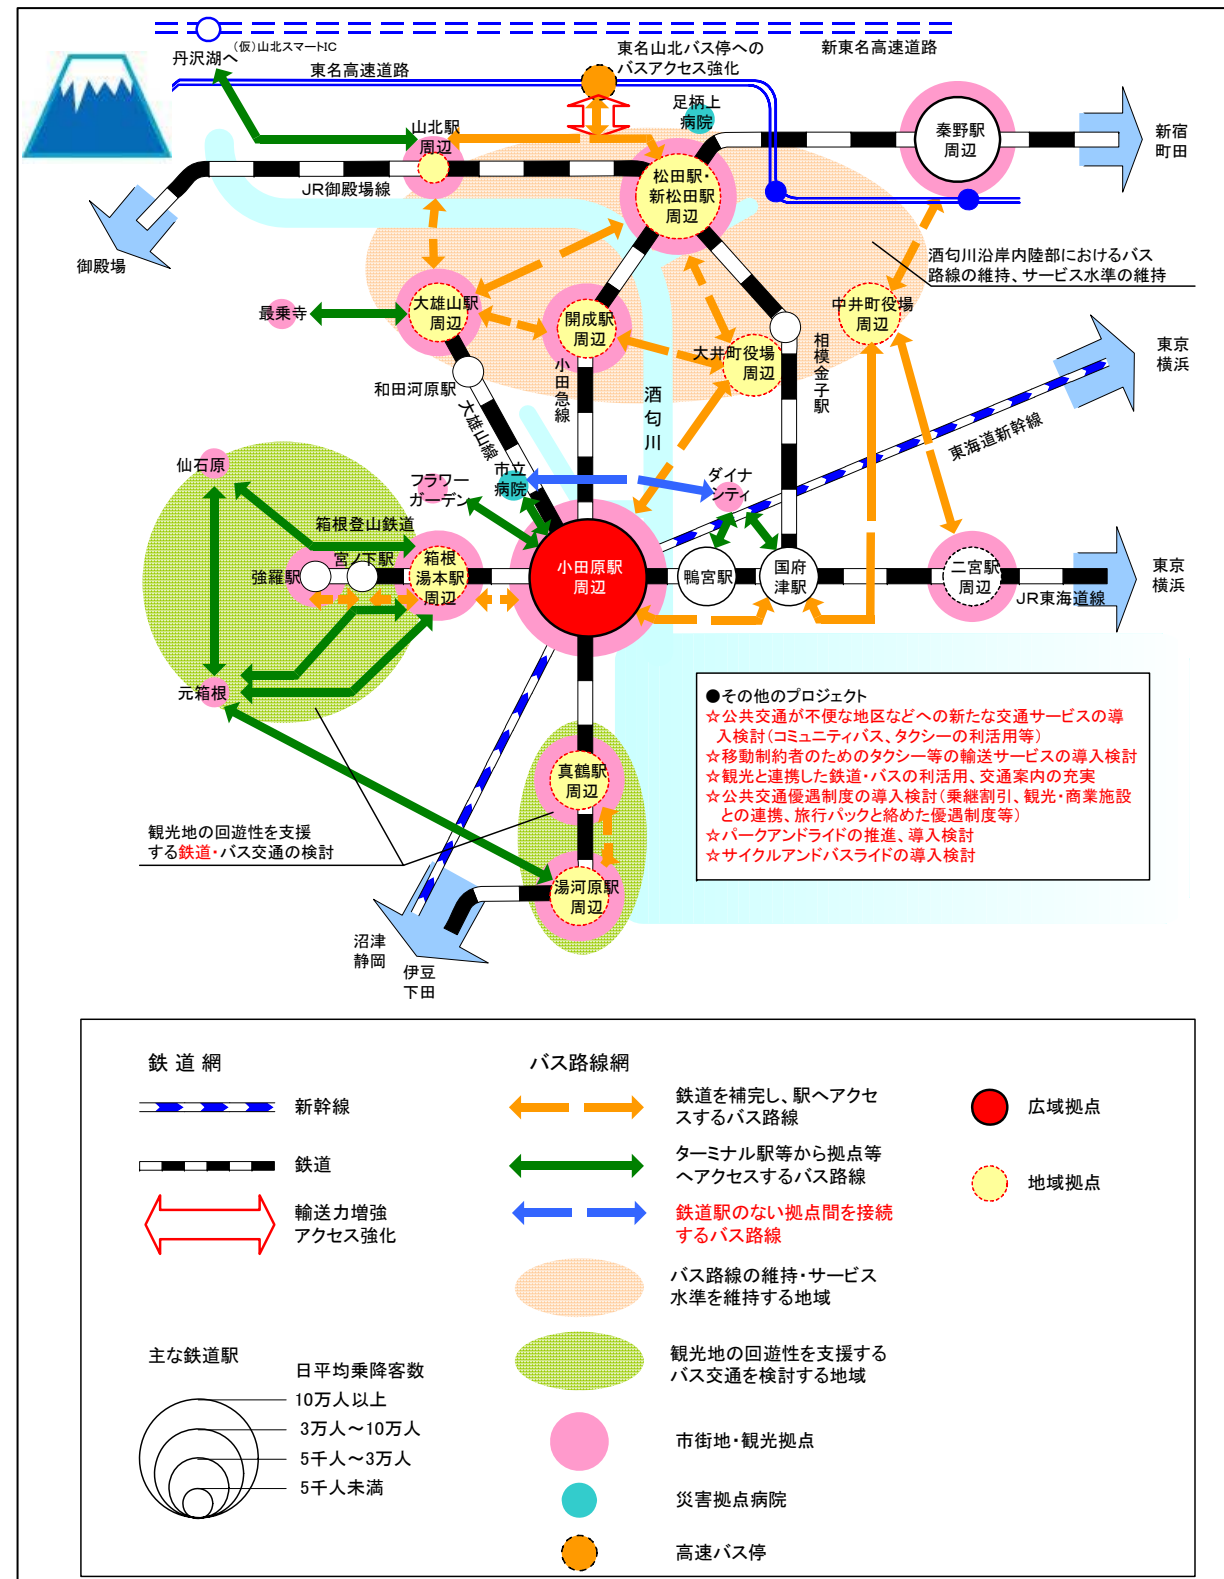 (仮)山北スマートIC
丹沢湖へ
東名高速道路
東名山北バス停への
バスアクセス強化
新東名高速道路
足柄上
病院
山北駅
周辺
秦野駅
周辺
新宿
町田
松田駅・
新松田駅
周辺
JR御殿場線
御殿場
酒匂川沿岸内陸部におけるバス
路線の維持、サービス水準の維持
最乗寺
大雄山駅
周辺
開成駅
周辺
中井町役場
周辺
大井町役場
周辺
相模金子駅
東京
横浜
小田急線
和田河原駅
大雄山線
酒匂川
東海道新幹線
仙石原
フラワー
ガーデン
市立
病院
ダイナ
シティ
箱根登山鉄道
宮ノ下駅
強羅駅
箱根
湯本駅
周辺
小田原駅
周辺
鴨宮駅
国府
津駅
二宮駅
周辺
JR東海道線
東京
横浜
元箱根
●その他のプロジェクト
☆公共交通が不便な地区などへの新たな交通サービスの導
入検討(コミュニティバス、タクシーの利活用等)
☆移動制約者のためのタクシー等の輸送サービスの導入検討
☆観光と連携した鉄道・バスの利活用、交通案内の充実
☆公共交通優遇制度の導入検討(乗継割引、観光・商業施設
との連携、旅行パックと絡めた優遇制度等)
☆パークアンドライドの推進、導入検討
☆サイクルアンドバスライドの導入検討
真鶴駅
周辺
観光地の回遊性を支援
する鉄道・バス交通の検討
湯河原駅
周辺
沼津
静岡
伊豆
下田
鉄道網
新幹線
鉄道
輸送力増強
アクセス強化
主な鉄道駅
日平均乗降客数
10万人以上
3万人～10万人
5千人～3万人
5千人未満
バス路線網
鉄道を補完し、駅へアクセ
スするバス路線
ターミナル駅等から拠点等
へアクセスするバス路線
鉄道駅のない拠点間を接続
するバス路線
バス路線の維持・サービス
水準を維持する地域
観光地の回遊性を支援する
バス交通を検討する地域
市街地・観光拠点
災害拠点病院
高速バス停
広域拠点
地域拠点